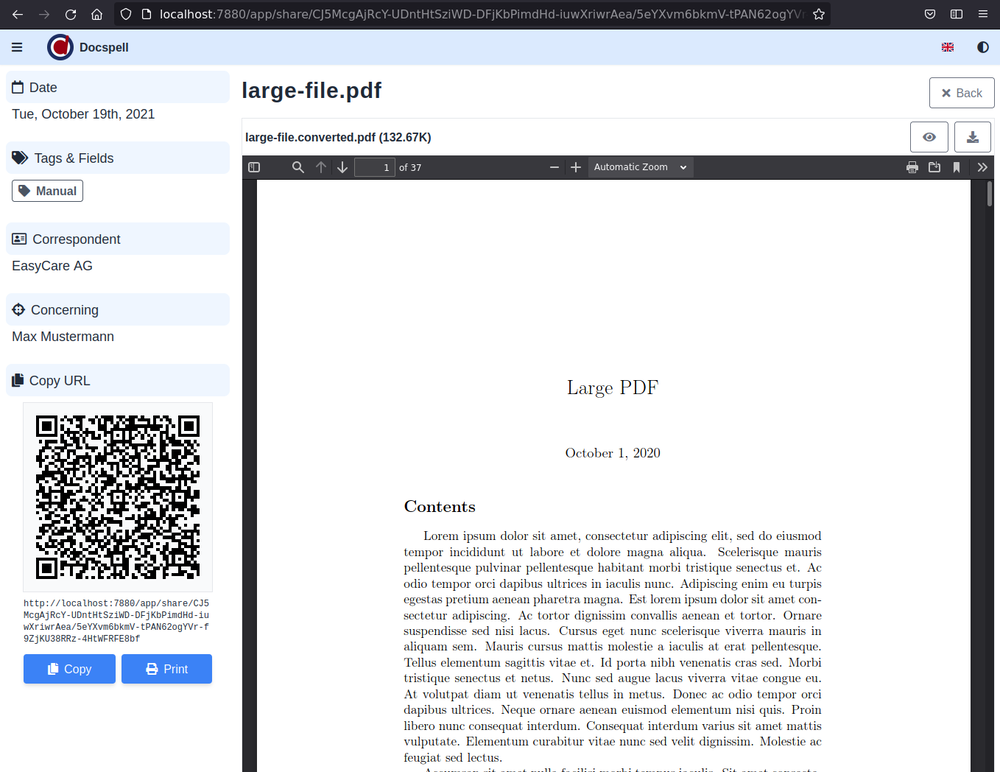 localhost:7880/app/share/CJ5McgAjRcY-UDntHtSziWD-DFjKbPimdHd-iuwXriwrAea/5eYXvm6bkmV-tPAN62ogYVr
Docspell
Date
Tue, October 19th, 2021
Tags & Fields
Manual
Correspondent
EasyCare AG
Concerning
Max Mustermann
Copy URL
http://localhost:7880/app/share/CJ5
McgAjRcY-UDntHtSziWD-DFjKbPimdHd-iu
wXriwrAea/5eYXvm6bkmV-tPAN62ogYVr-f
9ZjKU38RRz-4HtWFRFE8bf
Copy
Print
large-file.pdf
Back
large-file.converted.pdf (132.67K)
1 of 37
Automatic Zoom
Large PDF
October 1, 2020
Contents
Lorem ipsum dolor sit amet, consectetur adipiscing elit, sed do eiusmod
tempor incididunt ut labore et dolore magna aliqua. Scelerisque mauris
pellentesque pulvinar pellentesque habitant morbi tristique senectus et. Ac
odio tempor orci dapibus ultrices in iaculis nunc. Adipiscing enim eu turpis
egestas pretium aenean pharetra magna. Est lorem ipsum dolor sit amet con-
sectetur adipiscing. Ac tortor dignissim convallis aenean et tortor. Ornare
suspendisse sed nisi lacus. Cursus eget nunc scelerisque viverra mauris in
aliquam sem. Mauris cursus mattis molestie a iaculis at erat pellentesque.
Tellus elementum sagittis vitae et. Id porta nibh venenatis cras sed. Morbi
tristique senectus et netus. Nunc sed augue lacus viverra vitae congue eu.
At volutpat diam ut venenatis tellus in metus. Donec ac odio tempor orci
dapibus ultrices. Neque ornare aenean euismod elementum nisi quis. Proin
libero nunc consequat interdum. Consequat interdum varius sit amet mattis
vulputate. Elementum curabitur vitae nunc sed velit dignissim. Molestie ac
feugiat sed lectus.